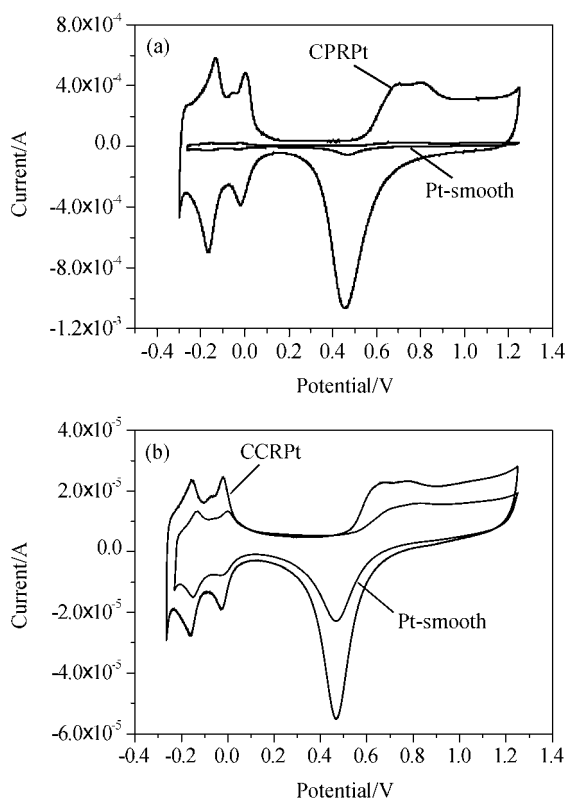 (a)
8.0x10⁻⁴
4.0x10⁻⁴
0.0
-4.0x10⁻⁴
-8.0x10⁻⁴
-1.2x10⁻³
Current/A
CPRPt
Pt-smooth
-0.4 -0.2 0.0 0.2 0.4 0.6 0.8 1.0 1.2 1.4
Potential/V
(b)
4.0x10⁻⁵
2.0x10⁻⁵
0.0
-2.0x10⁻⁵
-4.0x10⁻⁵
-6.0x10⁻⁵
Current/A
CCRPt
Pt-smooth
-0.2 0.0 0.2 0.4 0.6 0.8 1.0 1.2 1.4
Potential/V